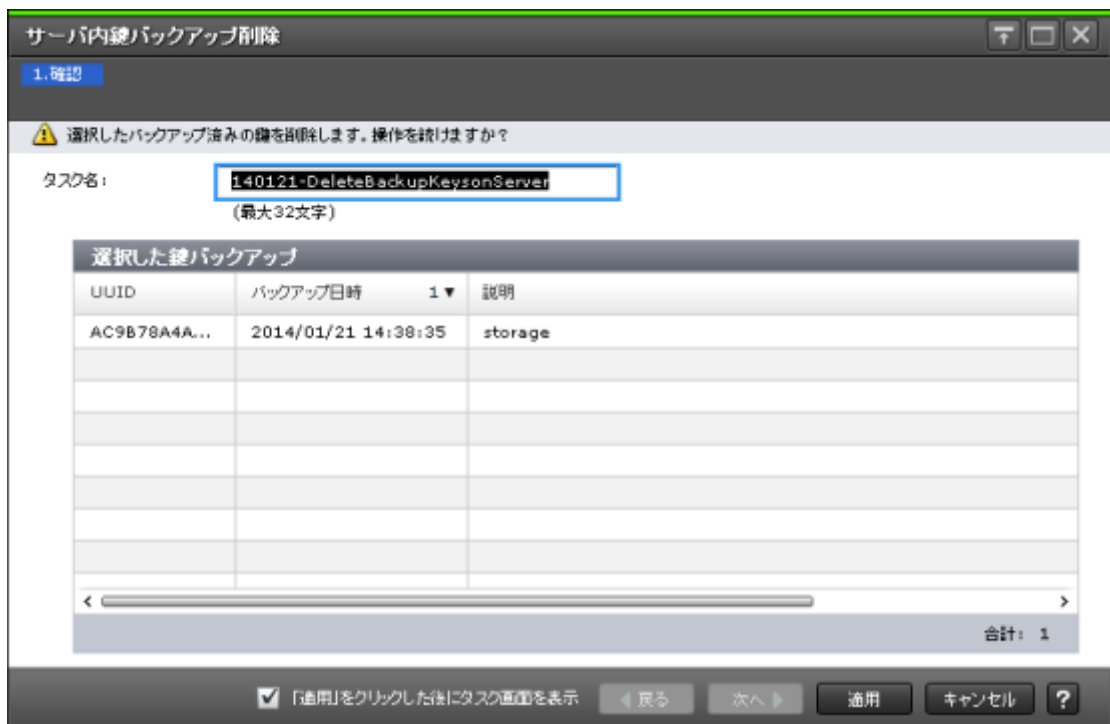 サーバ内鍵バックアップ削除
1.確認
選択したバックアップ済みの鍵を削除します。操作を続けますか?
タスク名: 140121-DeleteBackupKeysonServer
(最大32文字)
選択した鍵バックアップ
UUID バックアップ日時 1▼ 説明
AC9B78A4A... 2014/01/21 14:38:35 storage
合計: 1
「適用」をクリックした後にタスク画面を表示 ◀戻る 次へ▶ 適用 キャンセル ?